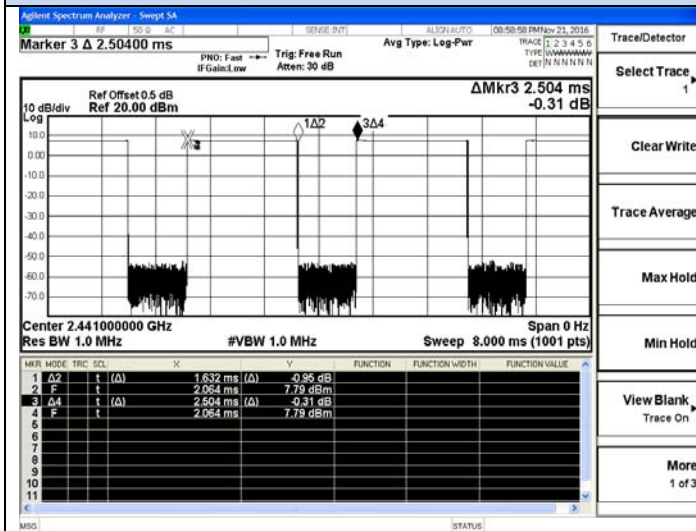 Agilent Spectrum Analyzer - Swept SA
RF 50 Ω AC SENSE:INT ALIGN AUTO 08:58:58 PM Nov 21, 2016
Marker 3 Δ 2.50400 ms
PNO: Fast
IFGain:Low
Trig: Free Run
Atten: 30 dB
Avg Type: Log-Pwr
TRACE 1 2 3 4 5 6
TYPE WWWWWW
DET N N N N N N
Ref Offset 0.5 dB
10 dB/div Ref 20.00 dBm
ΔMkr3 2.504 ms
-0.31 dB
Log
10.0
0.00
-10.0
-20.0
-30.0
-40.0
-50.0
-60.0
-70.0
1Δ2
3Δ4
Center 2.441000000 GHz Span 0 Hz
Res BW 1.0 MHz #VBW 1.0 MHz Sweep 8.000 ms (1001 pts)
MKR MODE TRC SCL X Y FUNCTION FUNCTION WIDTH FUNCTION VALUE
1 Δ2 t (Δ) 1.632 ms (Δ) -0.95 dB
2 F t 2.064 ms 7.79 dBm
3 Δ4 t (Δ) 2.504 ms (Δ) -0.31 dB
4 F t 2.064 ms 7.79 dBm
5
6
7
8
9
10
11
MSG STATUS
Trace/Detector
Select Trace
1
Clear Write
Trace Average
Max Hold
Min Hold
View Blank
Trace On
More
1 of 3